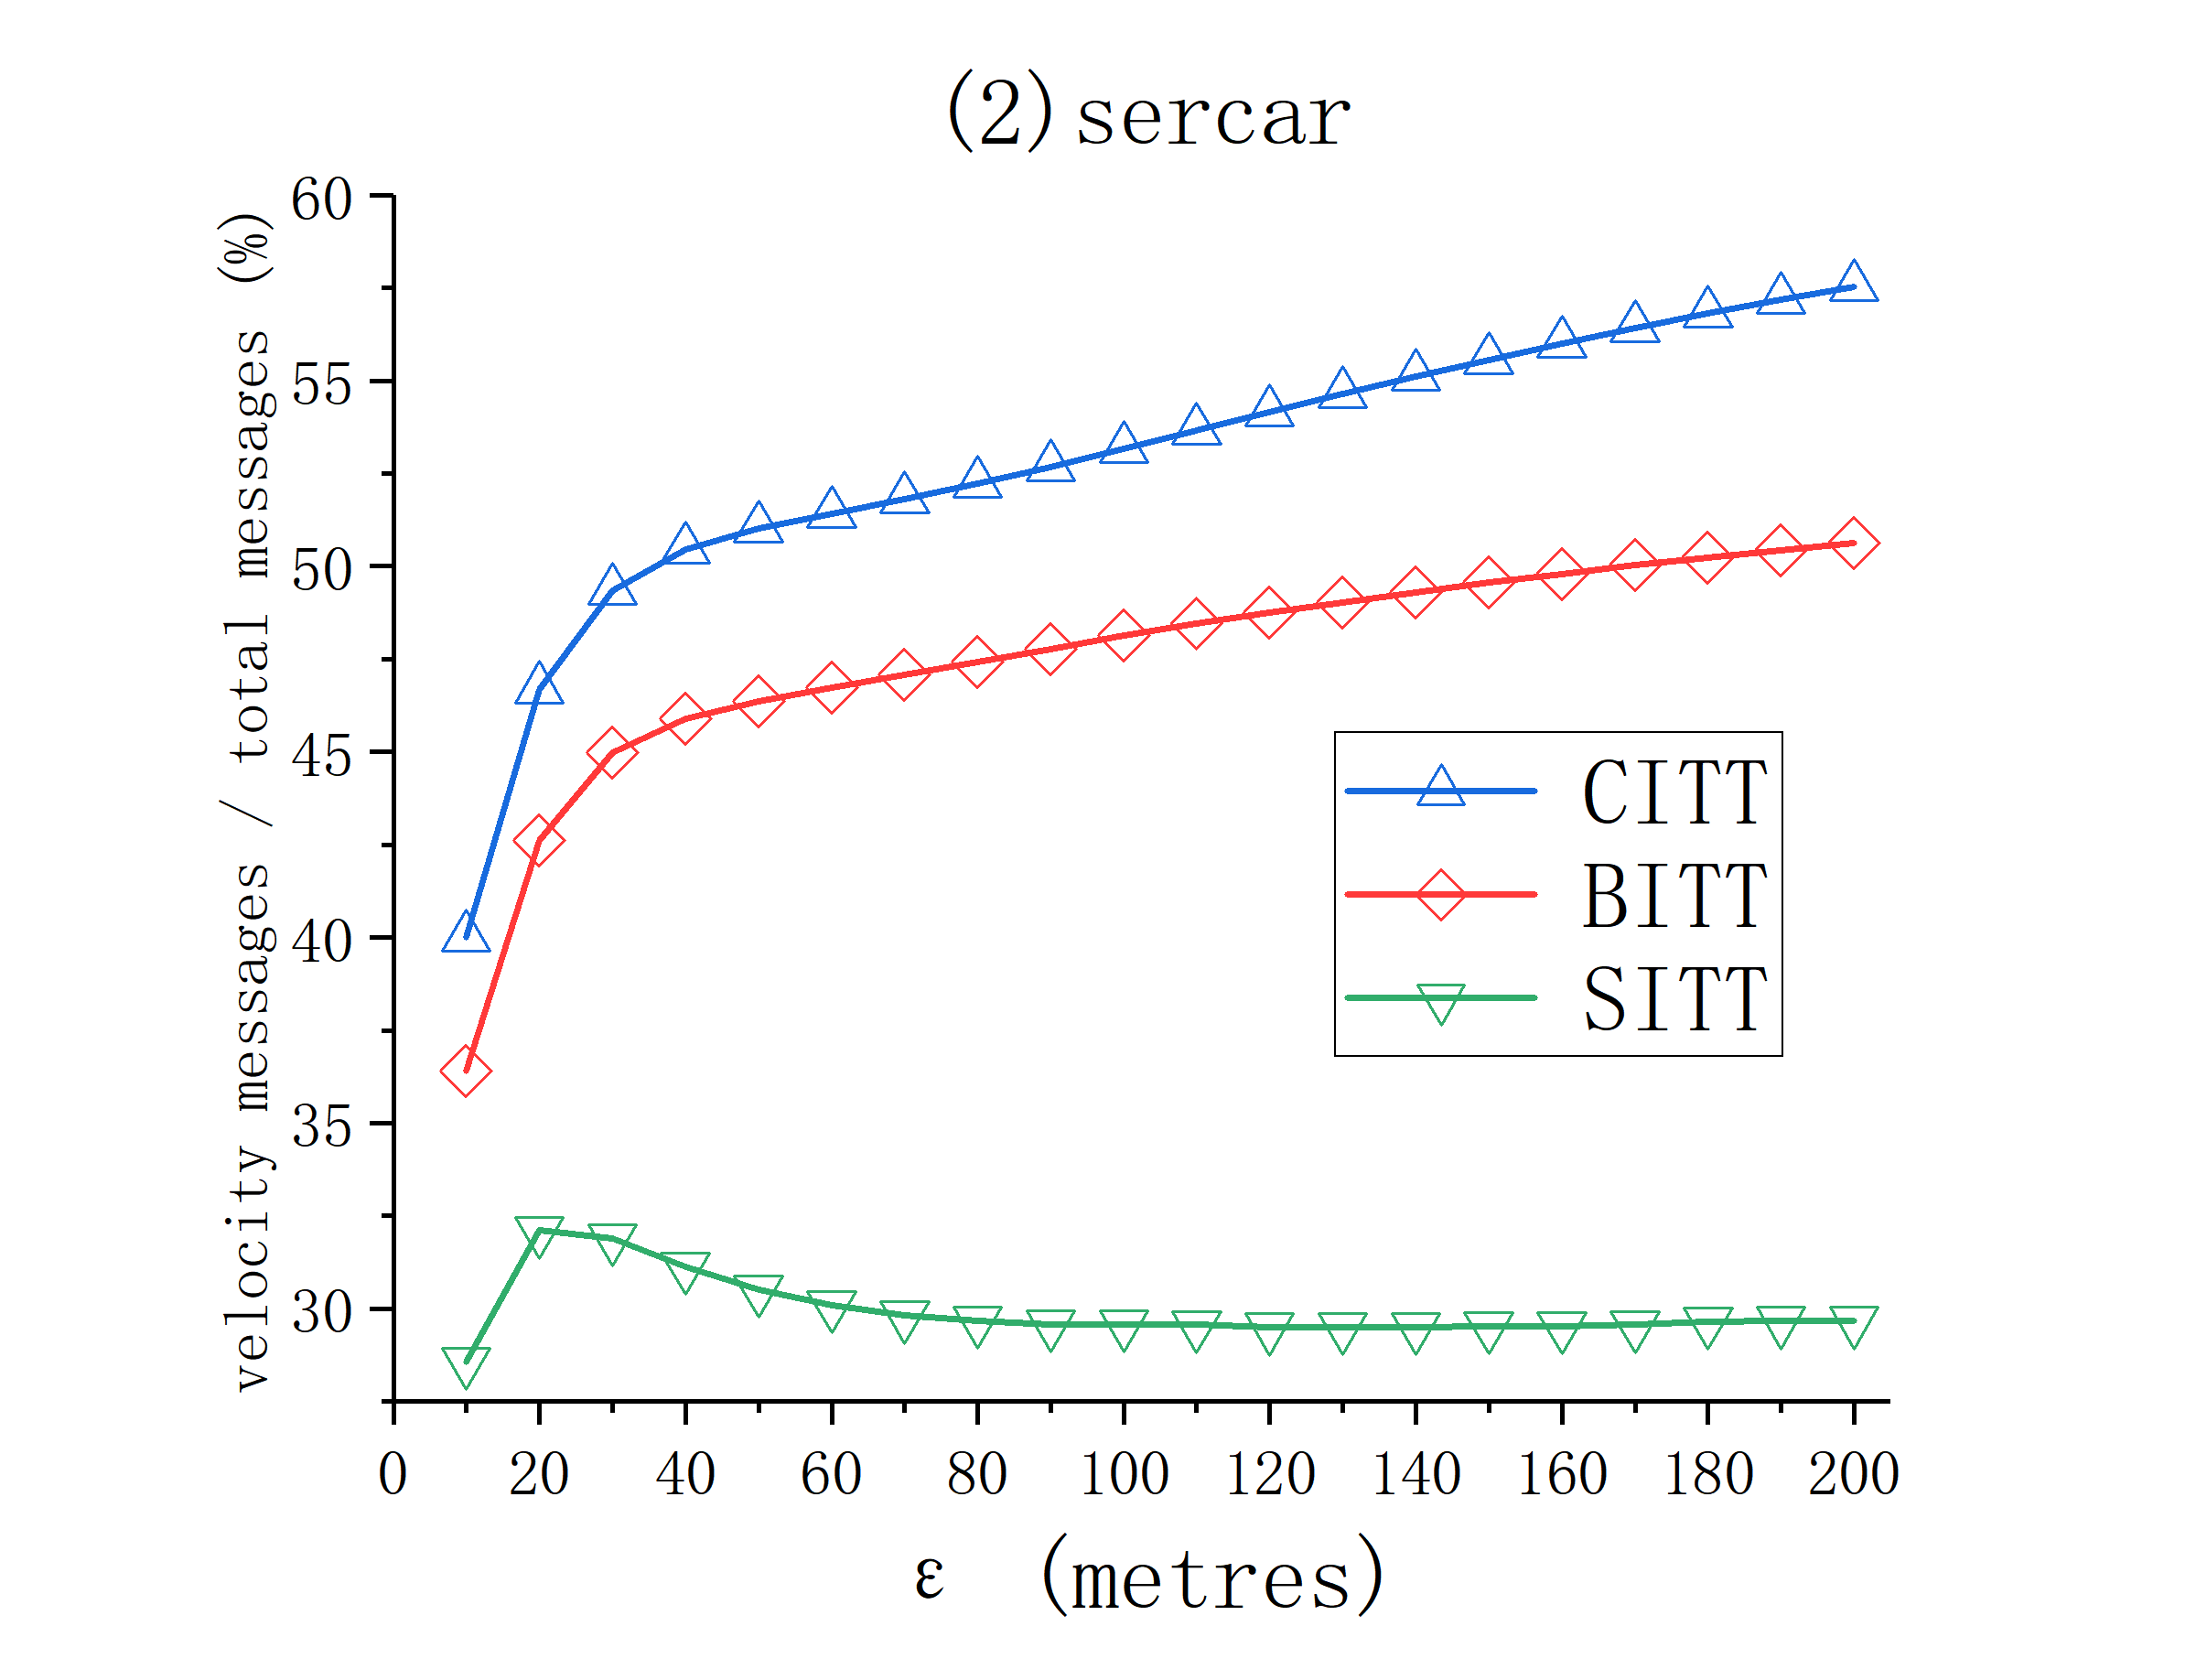 (2)sercar
velocity messages / total messages (%)
60
55
50
45
40
35
30
CITT
BITT
SITT
0 20 40 60 80 100 120 140 160 180 200
ε (metres)